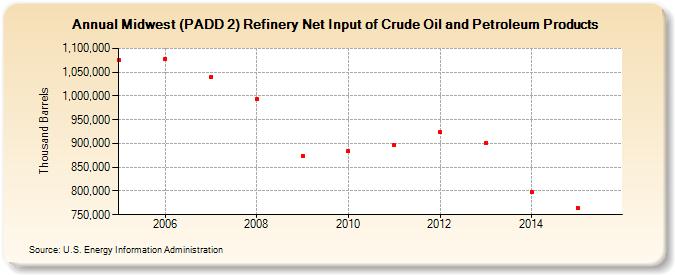 Annual Midwest (PADD 2) Refinery Net Input of Crude Oil and Petroleum Products
Thousand Barrels
1,100,000
1,050,000
1,000,000
950,000
900,000
850,000
800,000
750,000
2006 2008 2010 2012 2014
Source: U.S. Energy Information Administration